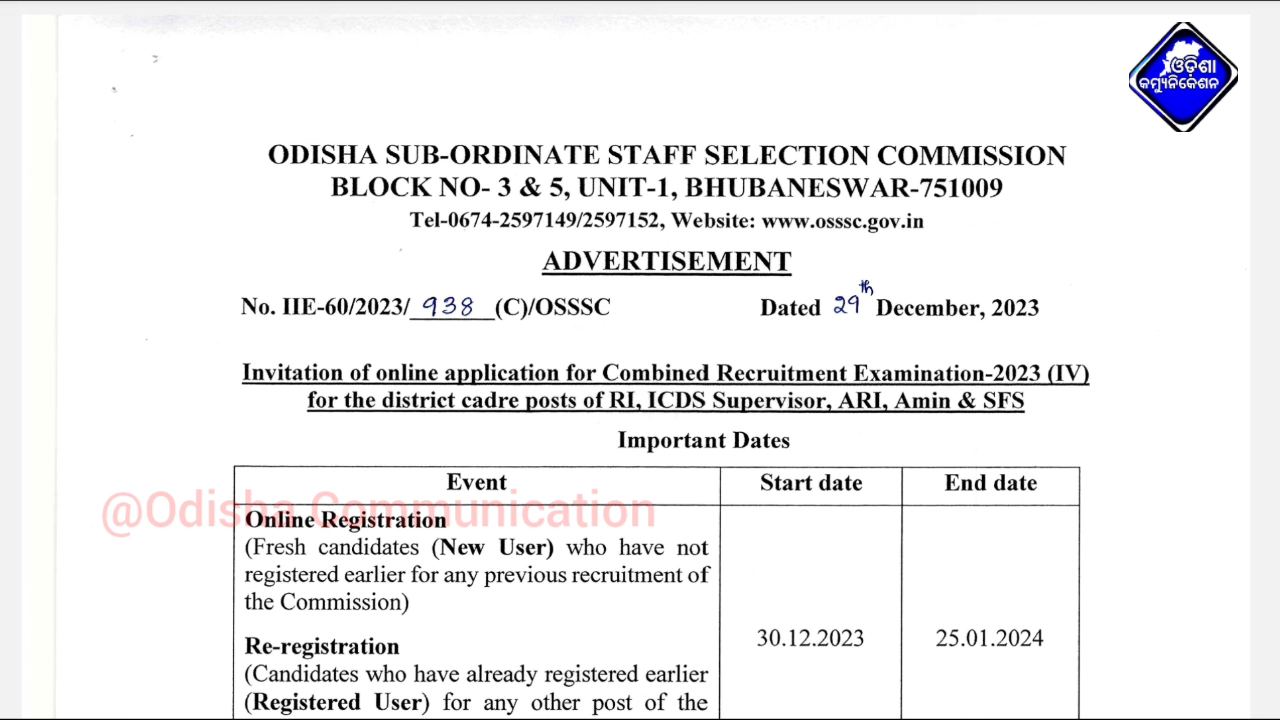 ଓଡ଼ିଶା
କମ୍ୟୁନିକେଶନ
ODISHA SUB-ORDINATE STAFF SELECTION COMMISSION
BLOCK NO- 3 & 5, UNIT-1, BHUBANESWAR-751009
Tel-0674-2597149/2597152, Website: www.osssc.gov.in
ADVERTISEMENT
No. IIE-60/2023/ 938 (C)/OSSSC Dated 29th December, 2023
Invitation of online application for Combined Recruitment Examination-2023 (IV)
for the district cadre posts of RI, ICDS Supervisor, ARI, Amin & SFS
Important Dates
Event Start date End date
@Odisha Communication
Online Registration
(Fresh candidates (New User) who have not
registered earlier for any previous recruitment of
the Commission)
Re-registration
30.12.2023 25.01.2024
(Candidates who have already registered earlier
(Registered User) for any other post of the